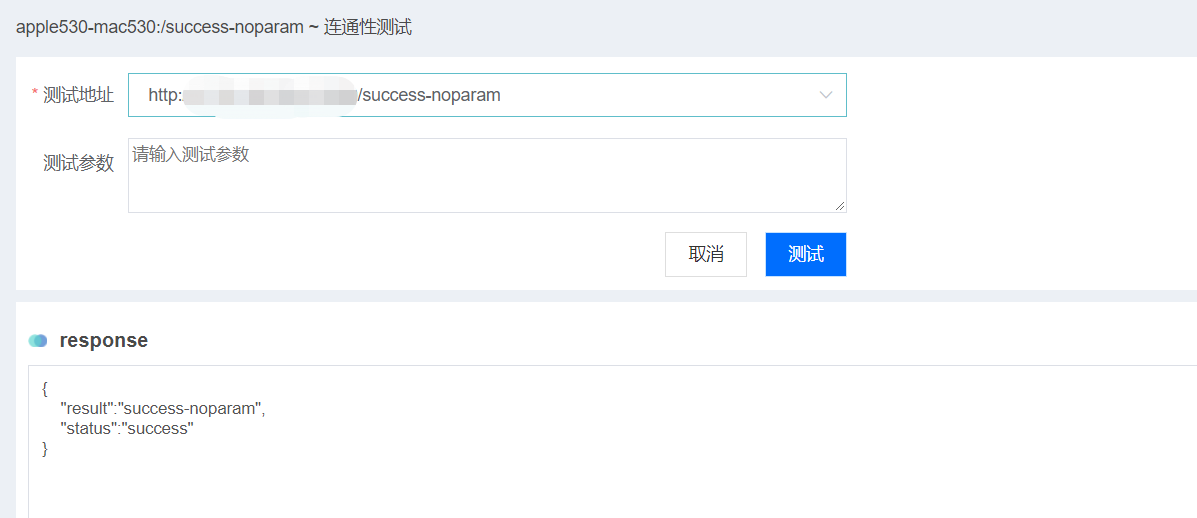 apple530-mac530:/success-noparam ~ 连通性测试
* 测试地址 http: /success-noparam
测试参数 请输入测试参数
取消 测试
response
{
"result":"success-noparam",
"status":"success"
}